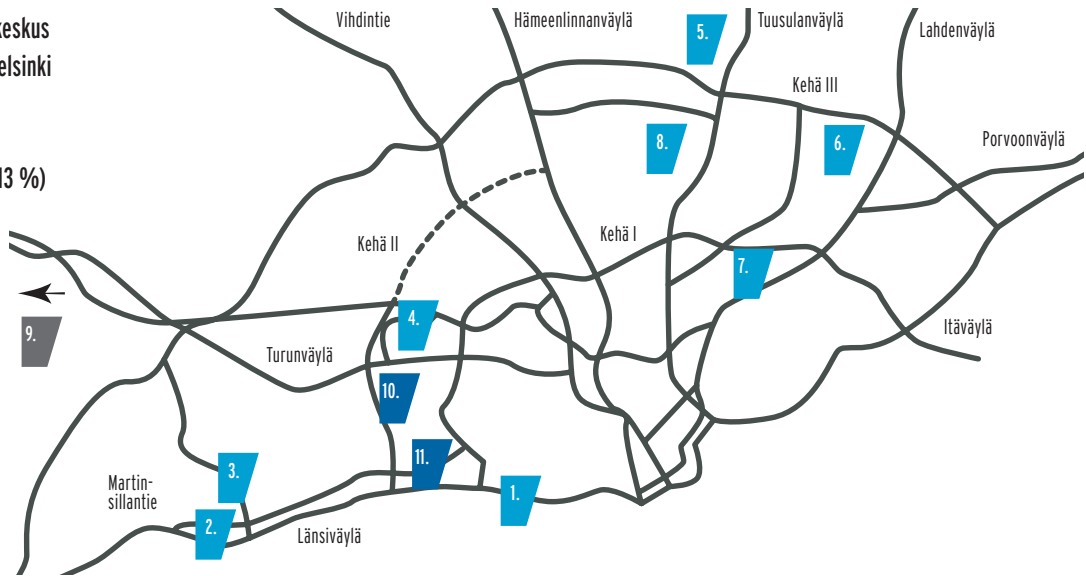 keskus
elsinki
13 %)
Vihdintie
Hämeenlinnanväylä
5.
Tuusulanväylä
Lahdenväylä
Kehä III
8.
6.
Porvoonväylä
Kehä II
Kehä I
7.
9.
4.
Itäväylä
Turunväylä
10.
11.
3.
Martin-
sillantie
1.
2.
Länsiväylä